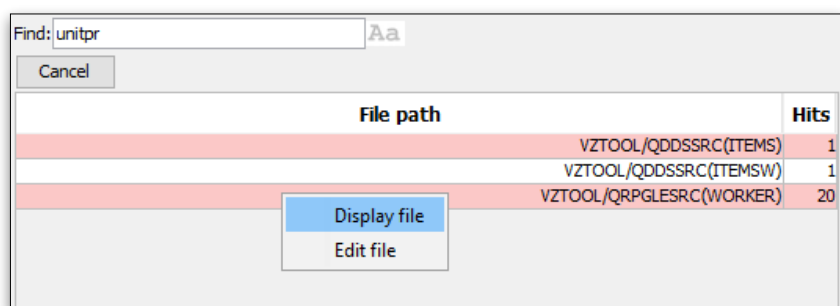 Find: unitpr Aa
Cancel
File path Hits
VZTOOL/QDDSSRC(ITEMS) 1
VZTOOL/QDDSSRC(ITEMSW) 1
VZTOOL/QRPGLESRC(WORKER) 20
Display file
Edit file